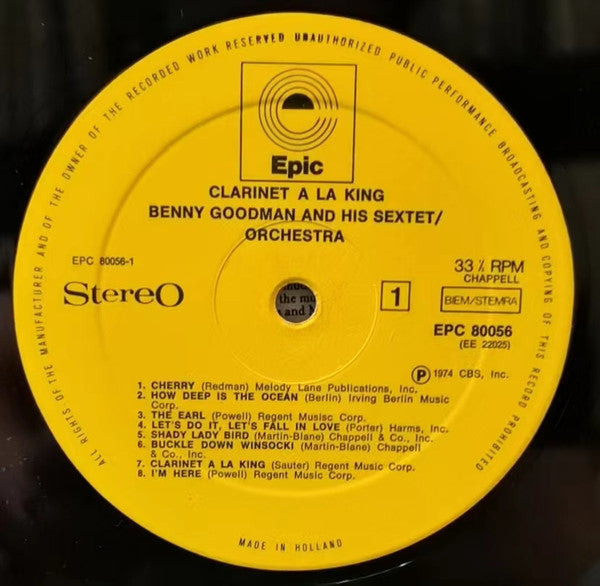 ALL RIGHTS OF THE MANUFACTURER AND OF THE OWNER OF THE RECORDED WORK RESERVED UNAUTHORIZED PUBLIC PERFORMANCE BROADCASTING AND COPYING OF THIS RECORD PROHIBITED
Epic
CLARINET A LA KING
BENNY GOODMAN AND HIS SEXTET/
ORCHESTRA
EPC 80056-1
Stereo
the mu
and
1
33 ⅓ RPM
CHAPPELL
BIEM/STEMRA
EPC 80056
(EE 22025)
Ⓟ 1974 CBS, Inc.
1. CHERRY (Redman) Melody Lane Publications, Inc.
2. HOW DEEP IS THE OCEAN (Berlin) Irving Berlin Music
Corp.
3. THE EARL (Powell) Regent Musisc Corp.
4. LET'S DO IT, LET'S FALL IN LOVE (Porter) Harms, Inc.
5. SHADY LADY BIRD (Martin-Blane) Chappell & Co., Inc.
6. BUCKLE DOWN WINSOCKI (Martin-Blane) Chappell
& Co., Inc.
7. CLARINET A LA KING (Sauter) Regent Music Corp.
8. I'M HERE (Powell) Regent Music Corp.
MADE IN HOLLAND